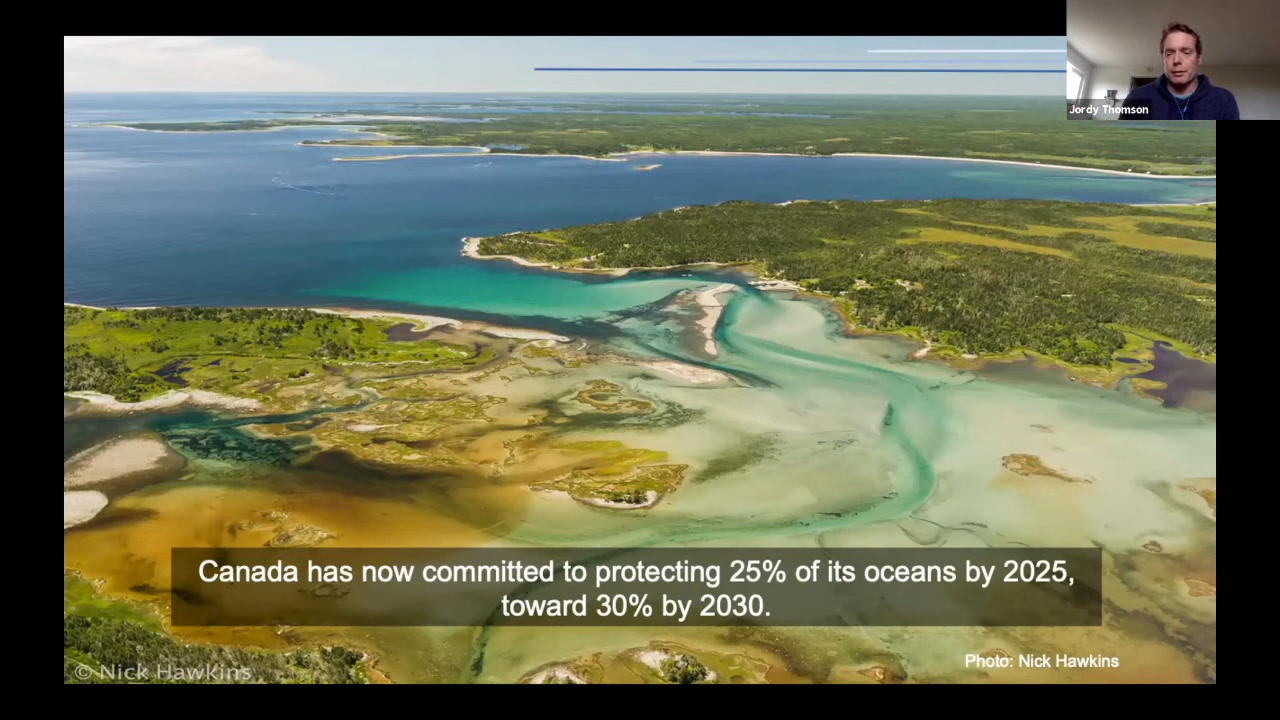 Jordy Thomson
Canada has now committed to protecting 25% of its oceans by 2025,
toward 30% by 2030.
Photo: Nick Hawkins
© Nick Hawkins